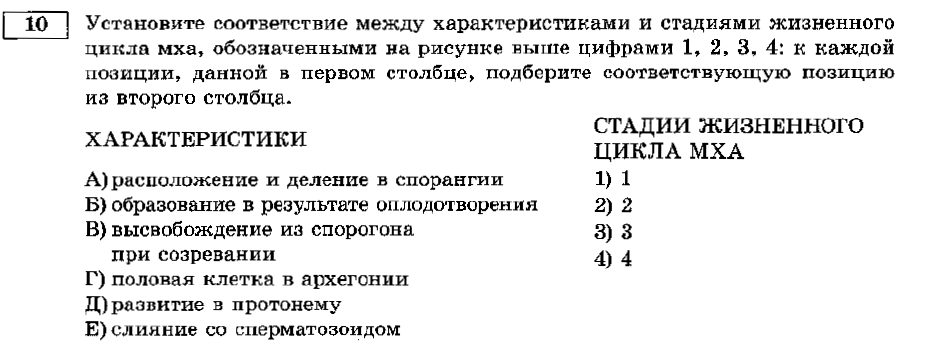 10
Установите соответствие между характеристиками и стадиями жизненного
цикла мха, обозначенными на рисунке выше цифрами 1, 2, 3, 4: к каждой
позиции, данной в первом столбце, подберите соответствующую позицию
из второго столбца.
ХАРАКТЕРИСТИКИ
А) расположение и деление в спорангии
Б) образование в результате оплодотворения
В) высвобождение из спорогона
при созревании
Г) половая клетка в архегонии
Д) развитие в протонему
Е) слияние со сперматозоидом
СТАДИИ ЖИЗНЕННОГО
ЦИКЛА МХА
1) 1
2) 2
3) 3
4) 4